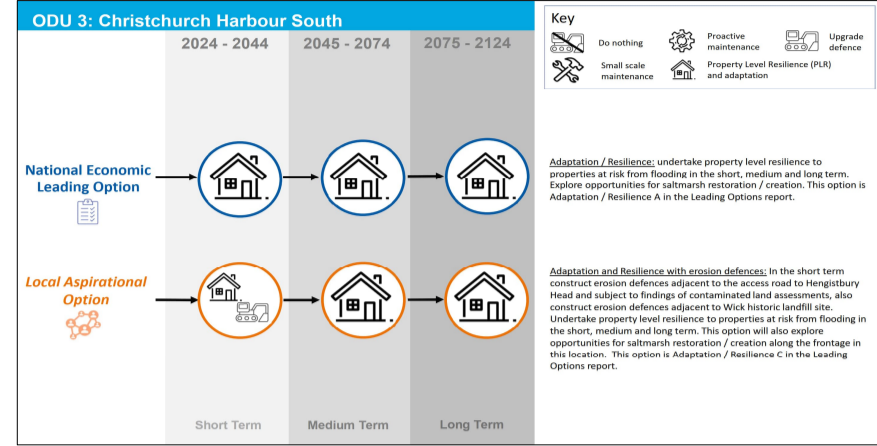 ODU 3: Christchurch Harbour South
2024 - 2044
2045 - 2074
2075 - 2124
Key
Do nothing
Proactive
maintenance
Upgrade
defence
Small scale
maintenance
Property Level Resilience (PLR)
and adaptation
National Economic
Leading Option
Adaptation / Resilience: undertake property level resilience to
properties at risk from flooding in the short, medium and long term.
Explore opportunities for saltmarsh restoration / creation. This option is
Adaptation / Resilience A in the Leading Options report.
Local Aspirational
Option
Adaptation and Resilience with erosion defences: In the short term
construct erosion defences adjacent to the access road to Hengistbury
Head and subject to findings of contaminated land assessments, also
construct erosion defences adjacent to Wick historic landfill site.
Undertake property level resilience to properties at risk from flooding in
the short, medium and long term. This option will also explore
opportunities for saltmarsh restoration / creation along the frontage in
this location. This option is Adaptation / Resilience C in the Leading
Options report.
Short Term
Medium Term
Long Term